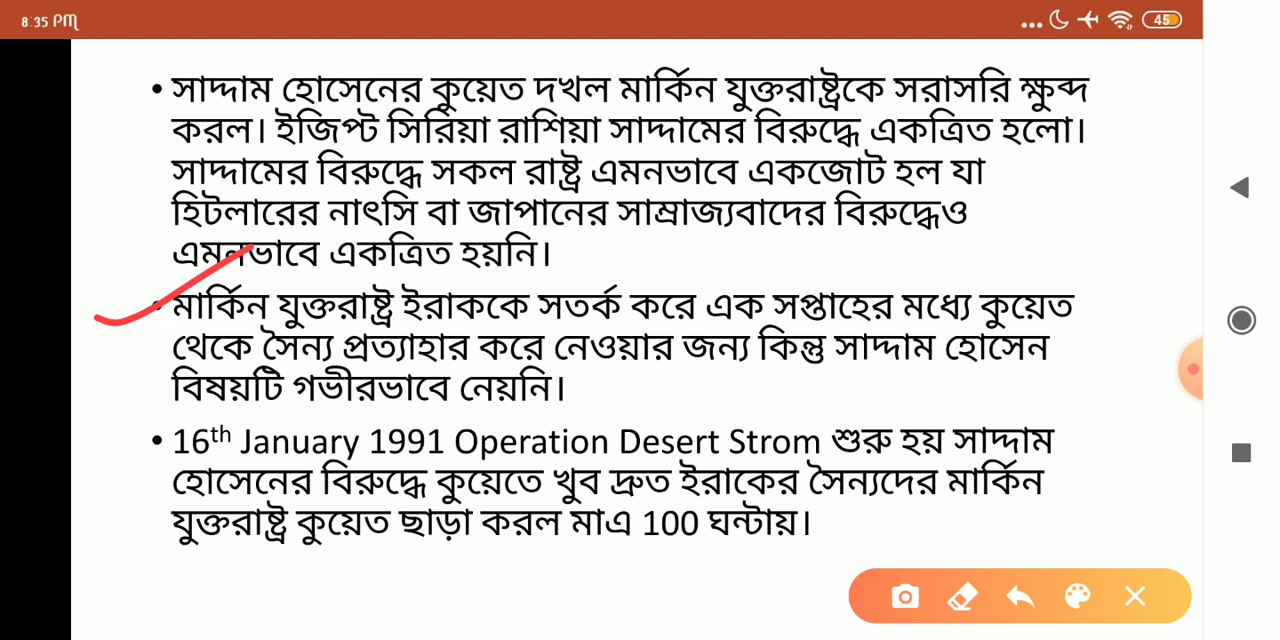 8:35 PM
45
• সাদ্দাম হোসেনের কুয়েত দখল মার্কিন যুক্তরাষ্ট্রকে সরাসরি ক্ষুব্দ
করল। ইজিপ্ট সিরিয়া রাশিয়া সাদ্দামের বিরুদ্ধে একত্রিত হলো।
সাদ্দামের বিরুদ্ধে সকল রাষ্ট্র এমনভাবে একজোট হল যা
হিটলারের নাৎসি বা জাপানের সাম্রাজ্যবাদের বিরুদ্ধেও
এমনভাবে একত্রিত হয়নি।
• মার্কিন যুক্তরাষ্ট্র ইরাককে সতর্ক করে এক সপ্তাহের মধ্যে কুয়েত
থেকে সৈন্য প্রত্যাহার করে নেওয়ার জন্য কিন্তু সাদ্দাম হোসেন
বিষয়টি গভীরভাবে নেয়নি।
• 16th January 1991 Operation Desert Strom শুরু হয় সাদ্দাম
হোসেনের বিরুদ্ধে কুয়েতে খুব দ্রুত ইরাকের সৈন্যদের মার্কিন
যুক্তরাষ্ট্র কুয়েত ছাড়া করল মাএ 100 ঘন্টায়।